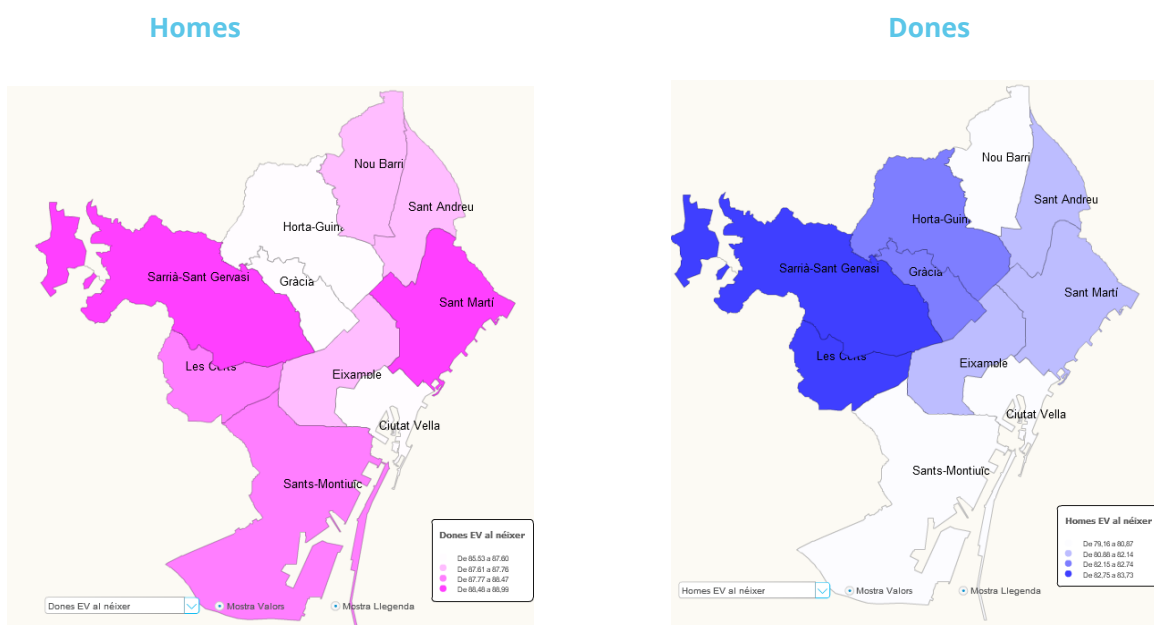 Homes
Dones
Nou Barri
Sant Andreu
Horta-Guin
Gràcia
Sarrià-Sant Gervasi
Sant Martí
Les Corts
Eixample
Ciutat Vella
Sants-Montjuïc
Dones EV al néixer
De 85.53 a 87.60
De 87.61 a 87.76
De 87.77 a 88.47
De 88.48 a 88.99
Dones EV al néixer
Mostra Valors
Mostra Llegenda
Nou Barri
Sant Andreu
Horta-Guin
Gràcia
Sarrià-Sant Gervasi
Sant Martí
Les Corts
Eixample
Ciutat Vella
Sants-Montjuïc
Homes EV al néixer
De 79.16 a 80.87
De 80.88 a 82.14
De 82.15 a 82.74
De 82.75 a 83.73
Homes EV al néixer
Mostra Valors
Mostra Llegenda